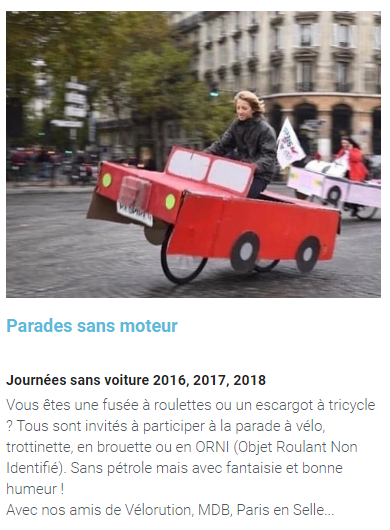 Parades sans moteur
Journées sans voiture 2016, 2017, 2018
Vous êtes une fusée à roulettes ou un escargot à tricycle
? Tous sont invités à participer à la parade à vélo,
trottinette, en brouette ou en ORNI (Objet Roulant Non
Identifié). Sans pétrole mais avec fantaisie et bonne
humeur !
Avec nos amis de Vélorution, MDB, Paris en Selle...